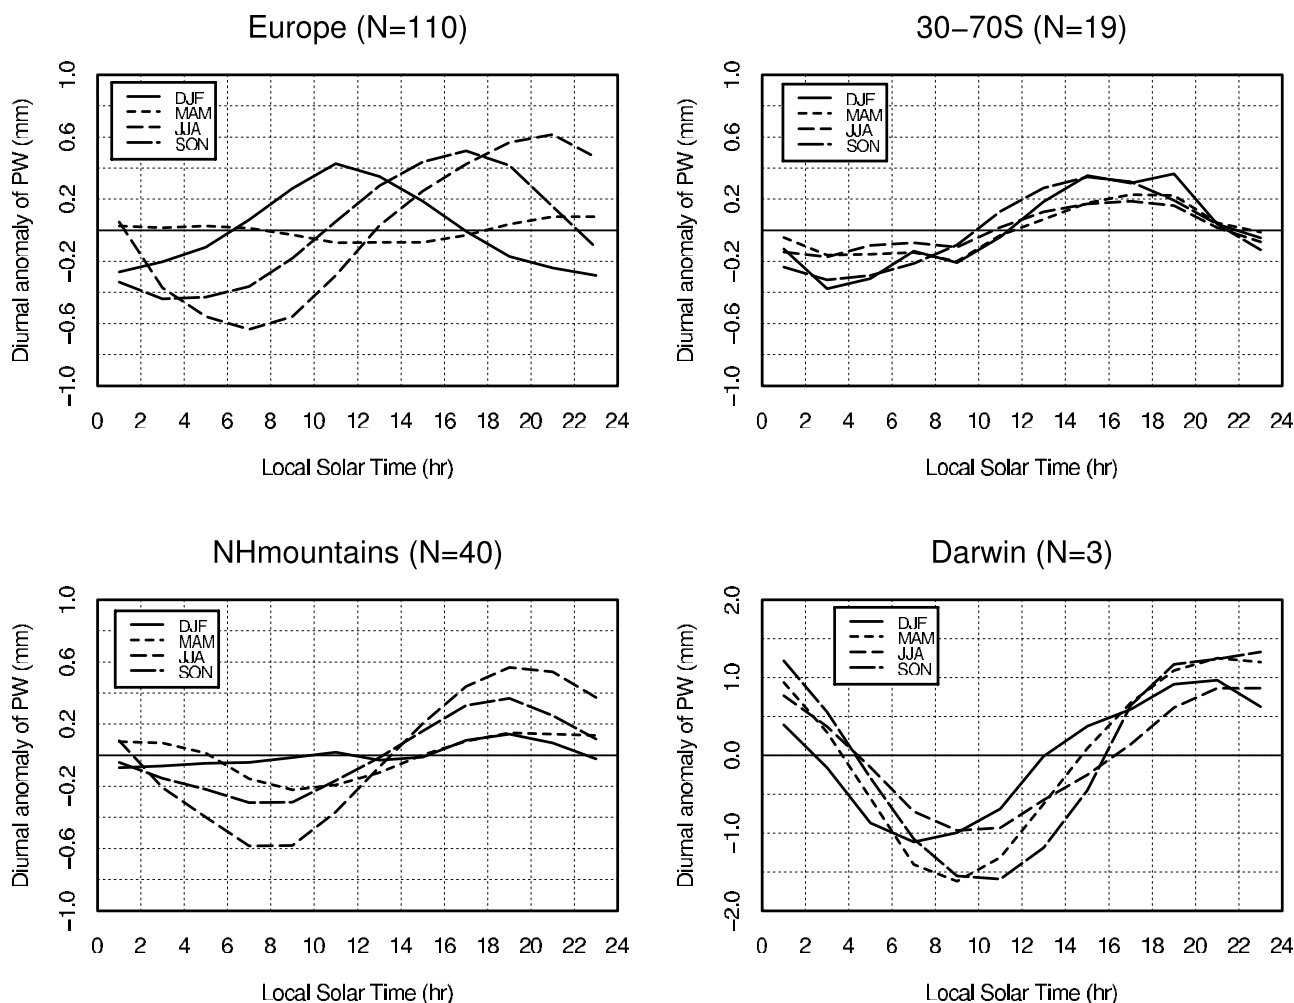 Europe (N=110)
Diurnal anomaly of PW (mm)
1.0
0.6
0.2
−0.2
−0.6
−1.0
DJF
MAM
JJA
SON
0 2 4 6 8 10 12 14 16 18 20 22 24
Local Solar Time (hr)
30−70S (N=19)
Diurnal anomaly of PW (mm)
1.0
0.6
0.2
−0.2
−0.6
−1.0
DJF
MAM
JJA
SON
0 2 4 6 8 10 12 14 16 18 20 22 24
Local Solar Time (hr)
NHmountains (N=40)
Diurnal anomaly of PW (mm)
1.0
0.6
0.2
−0.2
−0.6
−1.0
DJF
MAM
JJA
SON
0 2 4 6 8 10 12 14 16 18 20 22 24
Local Solar Time (hr)
Darwin (N=3)
Diurnal anomaly of PW (mm)
2.0
1.0
0.0
−1.0
−2.0
DJF
MAM
JJA
SON
0 2 4 6 8 10 12 14 16 18 20 22 24
Local Solar Time (hr)